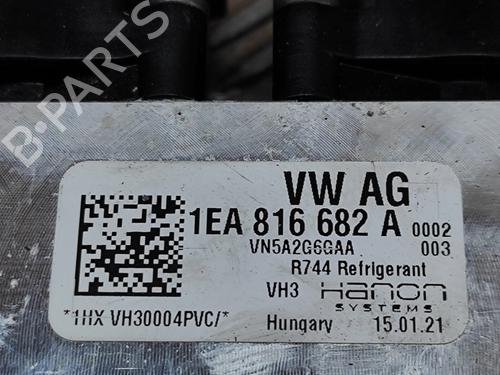 B-PARTS
VW AG
1EA 816 682 A 0002
VN5A2G6GAA 003
R744 Refrigerant
VH3 Hanon
SYSTEMS
*1HX VH30004PVC/*
Hungary 15.01.21